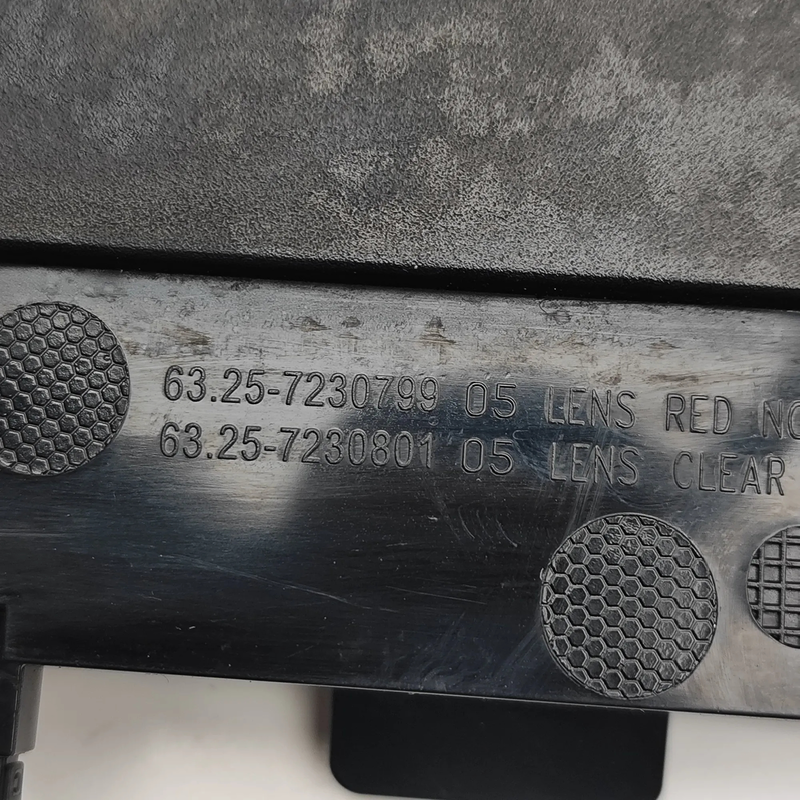 63.25-7230799 05 LENS RED
63.25-7230801 05 LENS CLEAR